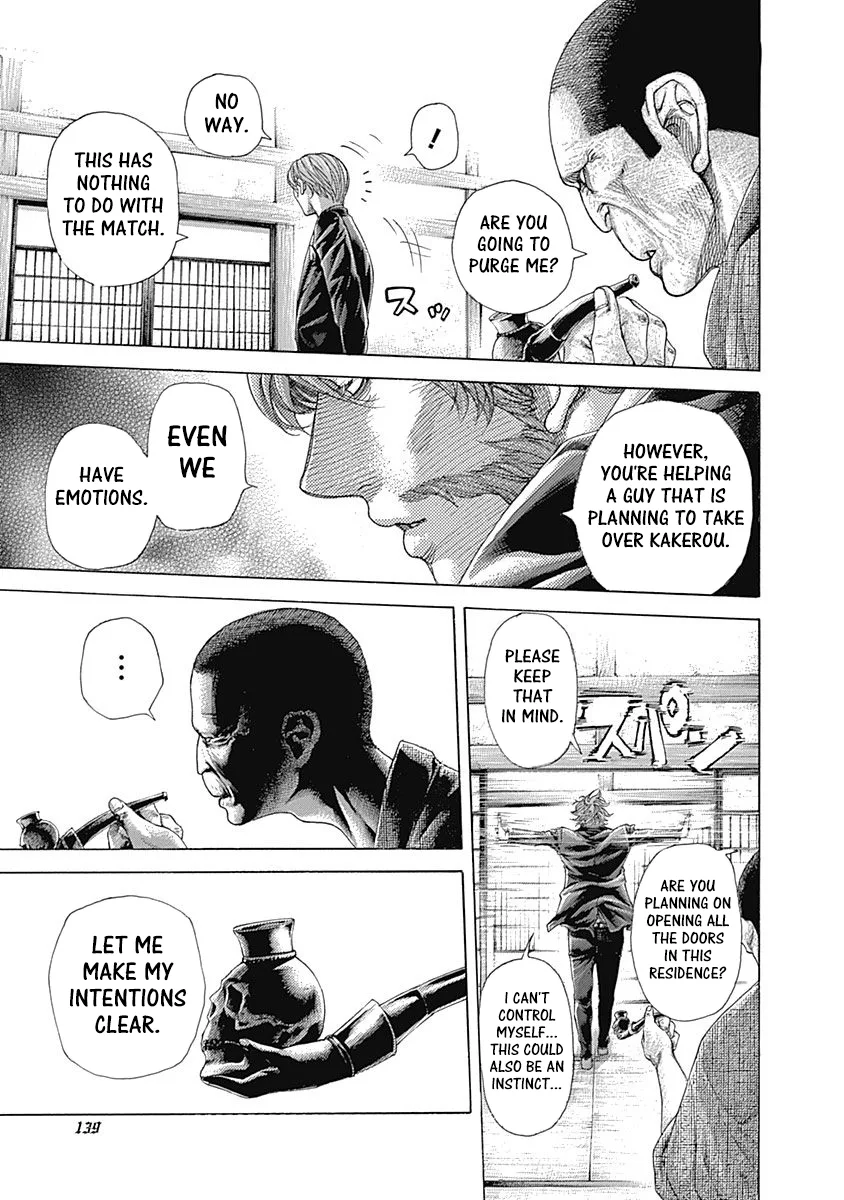 !
ARE YOU
GOING TO
PURGE ME?
ズッ
NO
WAY.
THIS HAS
NOTHING
TO DO WITH
THE MATCH.
HOWEVER,
YOU'RE HELPING
A GUY THAT IS
PLANNING TO TAKE
OVER KAKEROU.
EVEN
WE
HAVE
EMOTIONS.
PLEASE
KEEP
THAT
IN MIND.
スパン
ARE YOU
PLANNING ON
OPENING ALL
THE DOORS
IN THIS
RESIDENCE?
I CAN'T
CONTROL
MYSELF...
THIS COULD
ALSO BE AN
INSTINCT...
...
LET ME
MAKE MY
INTENTIONS
CLEAR.
139